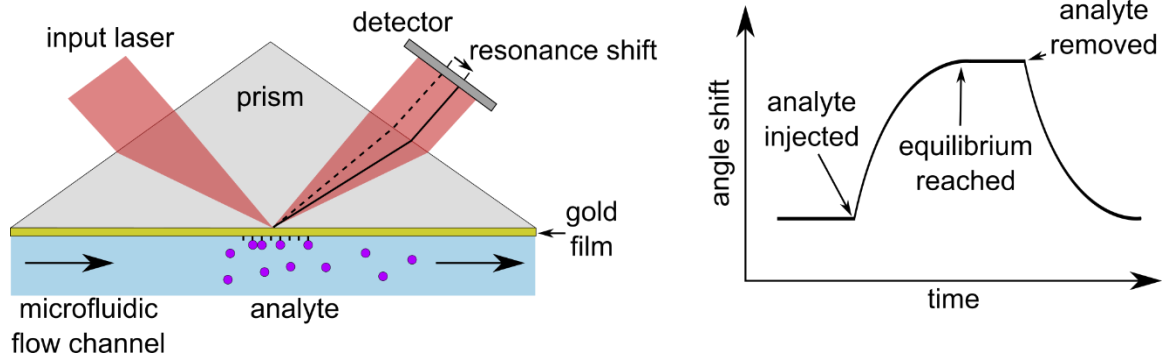 input laser
detector
resonance shift
prism
gold
film
microfluidic
flow channel
analyte
analyte
removed
analyte
injected
equilibrium
reached
angle shift
time